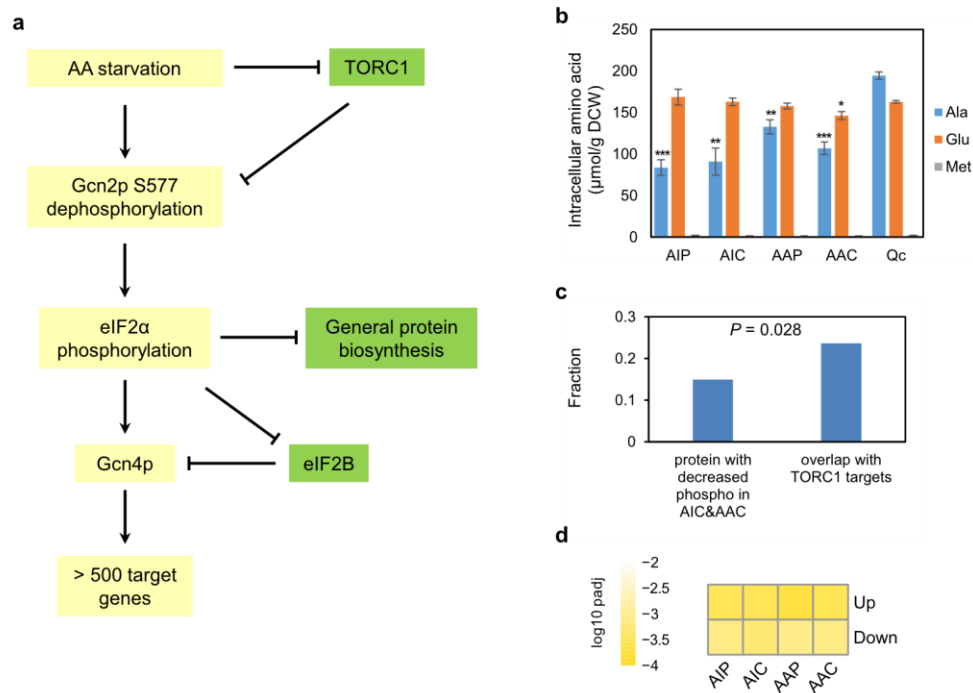 a
AA starvation
TORC1
Gcn2p S577
dephosphorylation
eIF2α
phosphorylation
General protein
biosynthesis
Gcn4p
eIF2B
> 500 target
genes
b
Intracellular amino acid
(μmol/g DCW)
250
200
150
100
50
0
***
**
**
***
*
AIP
AIC
AAP
AAC
Qc
Ala
Glu
Met
c
Fraction
0.3
0.2
0.1
0
P = 0.028
protein with
decreased
phospho in
AIC&AAC
overlap with
TORC1 targets
d
log10 padj
−2
−2.5
−3
−3.5
−4
Up
Down
AIP
AIC
AAP
AAC